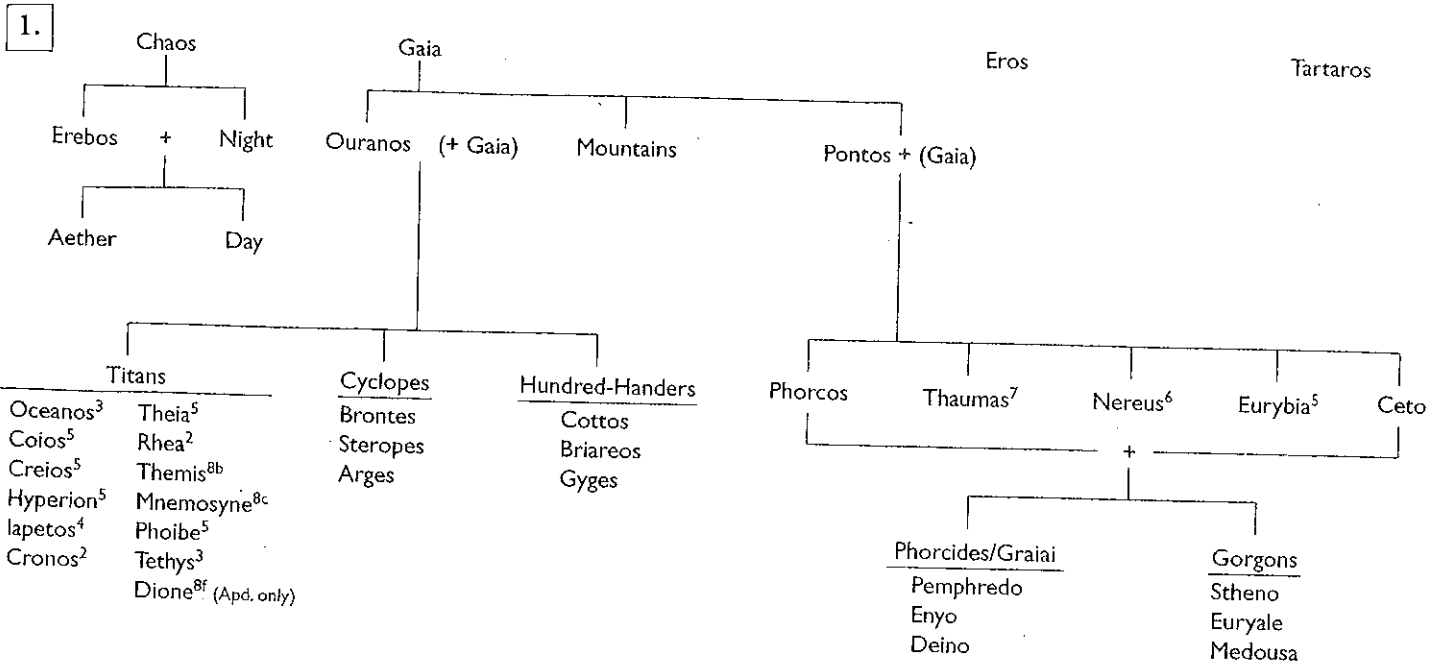 1.
Chaos Gaia Eros Tartaros
Erebos + Night Ouranos (+ Gaia) Mountains Pontos + (Gaia)
Aether Day
Titans
Oceanos³ Theia⁵
Coios⁵ Rhea²
Creios⁵ Themis⁸ᵇ
Hyperion⁵ Mnemosyne⁸ᶜ
Iapetos⁴ Phoibe⁵
Cronos² Tethys³
Dione⁸ᶠ (Apd. only)
Cyclopes
Brontes
Steropes
Arges
Hundred-Handers
Cottos
Briareos
Gyges
Phorcos Thaumas⁷ Nereus⁶ Eurybia⁵ Ceto
+
Phorcides/Graiai
Pemphredo
Enyo
Deino
Gorgons
Stheno
Euryale
Medousa